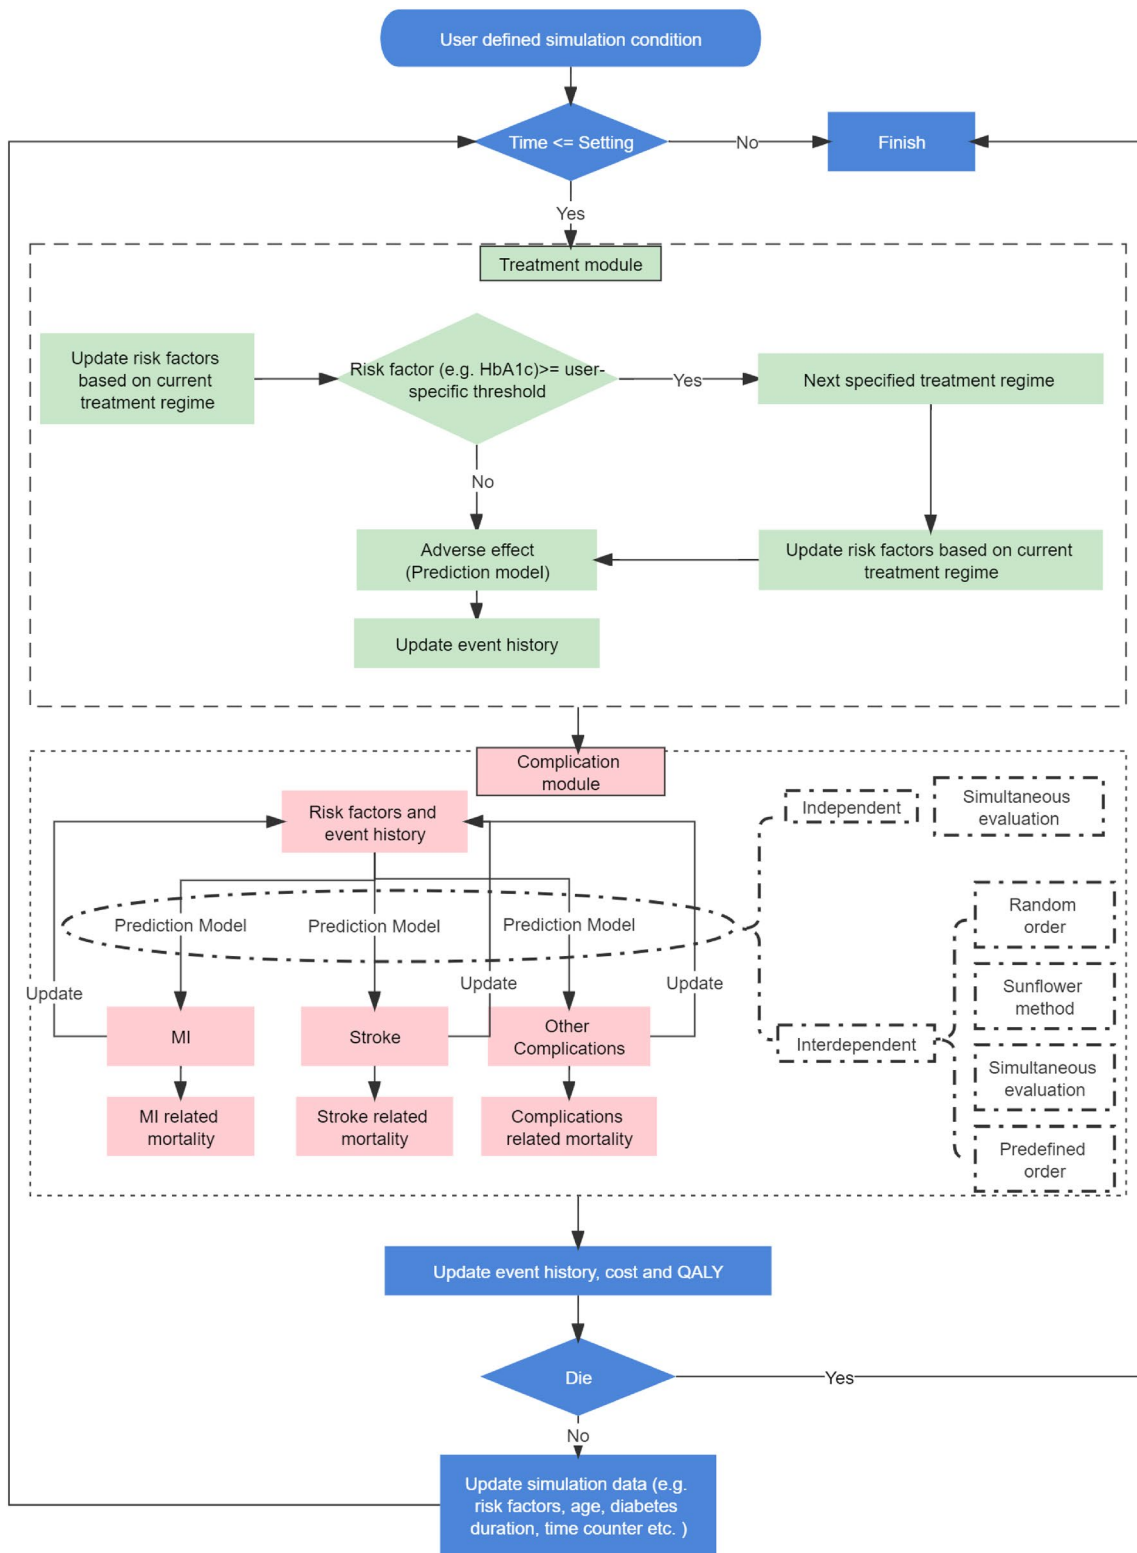 User defined simulation condition
Time <= Setting
No
Finish
Yes
Treatment module
Update risk factors
based on current
treatment regime
Risk factor (e.g. HbA1c)>= user-
specific threshold
Yes
Next specified treatment regime
No
Adverse effect
(Prediction model)
Update risk factors based on current
treatment regime
Update event history
Complication
module
Risk factors and
event history
Independent
Simultaneous
evaluation
Prediction Model
Prediction Model
Prediction Model
Random
order
Update
Update
Update
Sunflower
method
MI
Stroke
Other
Complications
Interdependent
Simultaneous
evaluation
MI related
mortality
Stroke related
mortality
Complications
related mortality
Predefined
order
Update event history, cost and QALY
Die
Yes
No
Update simulation data (e.g.
risk factors, age, diabetes
duration, time counter etc. )